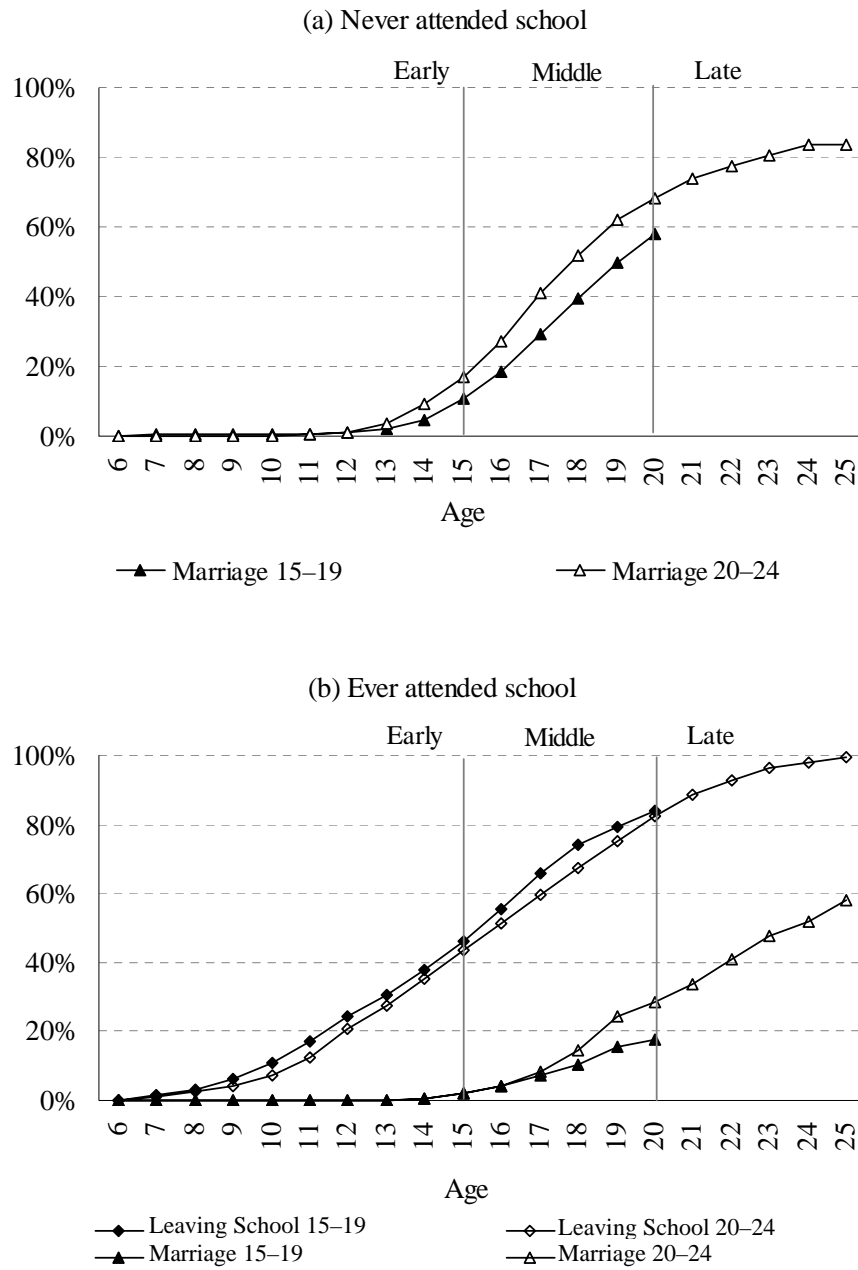 (a) Never attended school
Early Middle Late
100%
80%
60%
40%
20%
0%
6 7 8 9 10 11 12 13 14 15 16 17 18 19 20 21 22 23 24 25
Age
Marriage 15–19 Marriage 20–24
(b) Ever attended school
Early Middle Late
100%
80%
60%
40%
20%
0%
6 7 8 9 10 11 12 13 14 15 16 17 18 19 20 21 22 23 24 25
Age
Leaving School 15–19 Leaving School 20–24
Marriage 15–19 Marriage 20–24